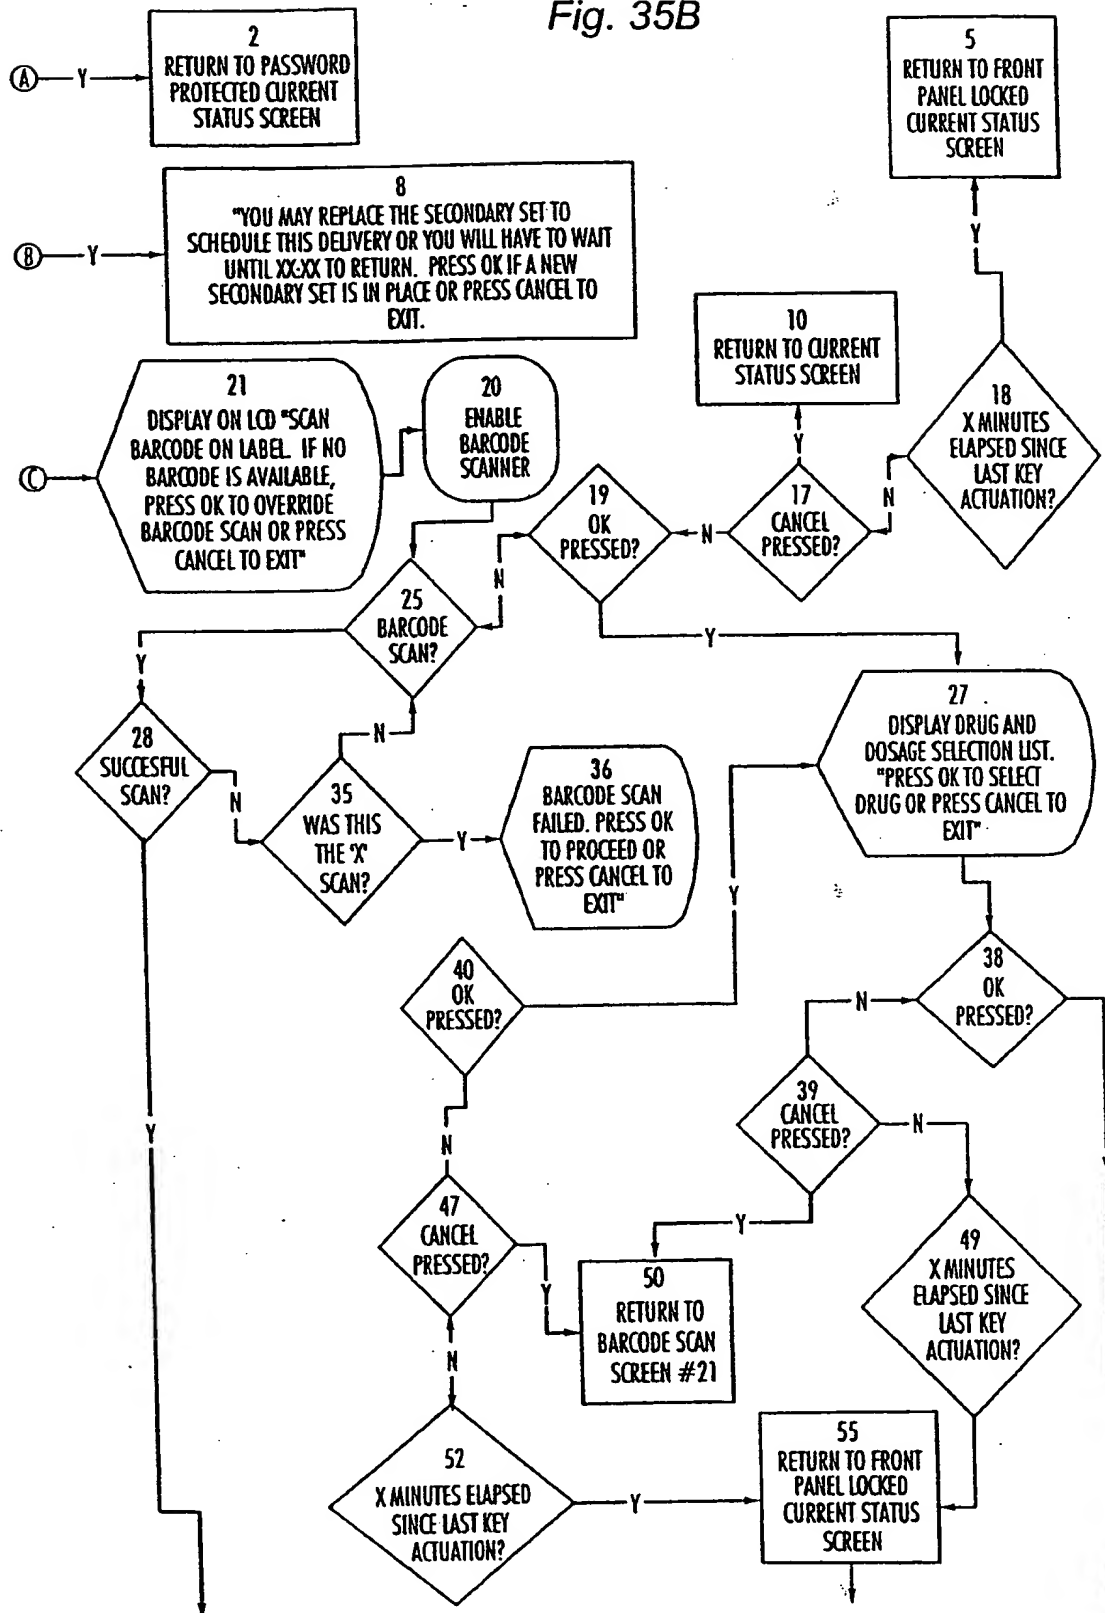 Fig. 35B
A
Y
2
RETURN TO PASSWORD
PROTECTED CURRENT
STATUS SCREEN
5
RETURN TO FRONT
PANEL LOCKED
CURRENT STATUS
SCREEN
Y
B
Y
8
"YOU MAY REPLACE THE SECONDARY SET TO
SCHEDULE THIS DELIVERY OR YOU WILL HAVE TO WAIT
UNTIL XX:XX TO RETURN. PRESS OK IF A NEW
SECONDARY SET IS IN PLACE OR PRESS CANCEL TO
EXIT.
10
RETURN TO CURRENT
STATUS SCREEN
Y
18
X MINUTES
ELAPSED SINCE
LAST KEY
ACTUATION?
N
C
21
DISPLAY ON LCD "SCAN
BARCODE ON LABEL. IF NO
BARCODE IS AVAILABLE,
PRESS OK TO OVERRIDE
BARCODE SCAN OR PRESS
CANCEL TO EXIT"
20
ENABLE
BARCODE
SCANNER
19
OK
PRESSED?
N
17
CANCEL
PRESSED?
N
Y
25
BARCODE
SCAN?
Y
N
28
SUCCESFUL
SCAN?
N
35
WAS THIS
THE 'X'
SCAN?
Y
36
BARCODE SCAN
FAILED. PRESS OK
TO PROCEED OR
PRESS CANCEL TO
EXIT"
27
DISPLAY DRUG AND
DOSAGE SELECTION LIST.
"PRESS OK TO SELECT
DRUG OR PRESS CANCEL TO
EXIT"
Y
40
OK
PRESSED?
38
OK
PRESSED?
N
39
CANCEL
PRESSED?
N
Y
Y
N
47
CANCEL
PRESSED?
Y
50
RETURN TO
BARCODE SCAN
SCREEN #21
49
X MINUTES
ELAPSED SINCE
LAST KEY
ACTUATION?
N
52
X MINUTES ELAPSED
SINCE LAST KEY
ACTUATION?
Y
55
RETURN TO FRONT
PANEL LOCKED
CURRENT STATUS
SCREEN